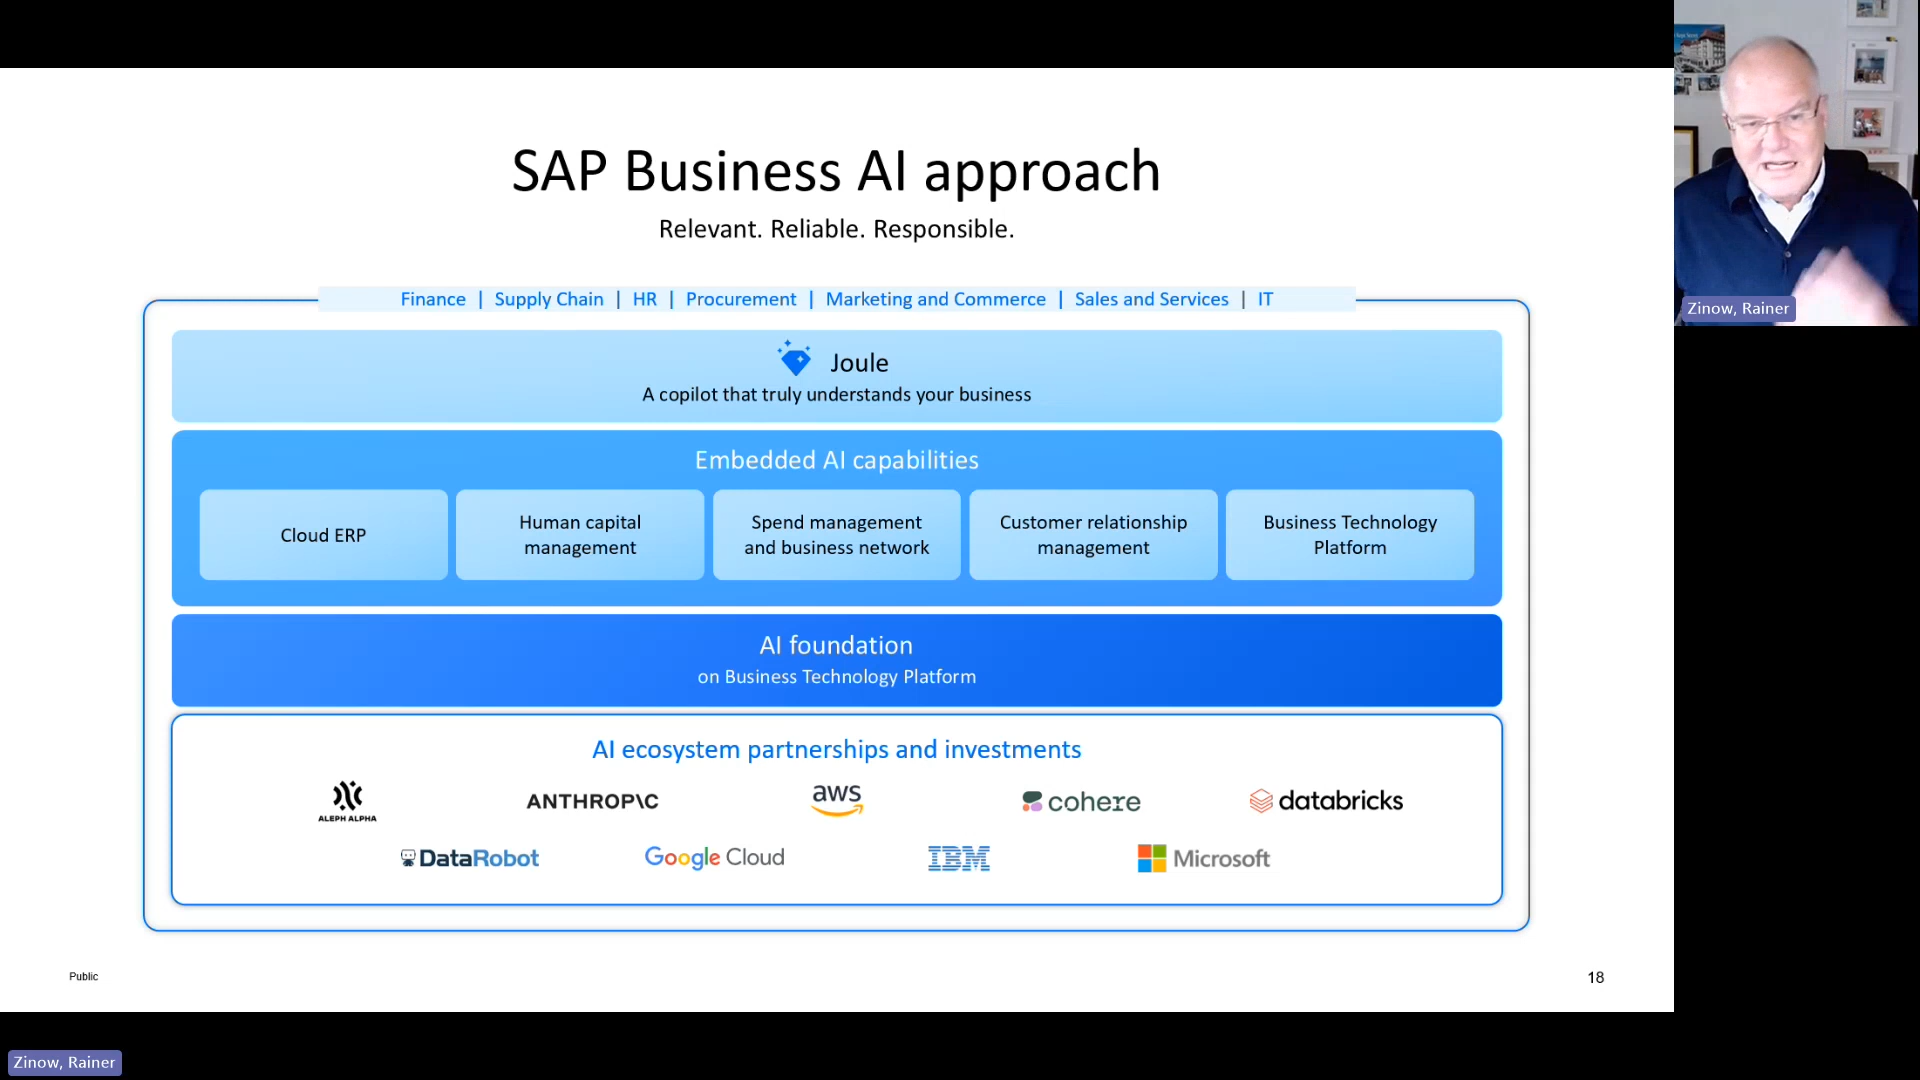 SAP Business AI approach
Relevant. Reliable. Responsible.
Finance | Supply Chain | HR | Procurement | Marketing and Commerce | Sales and Services | IT
Joule
A copilot that truly understands your business
Embedded AI capabilities
Cloud ERP
Human capital
management
Spend management
and business network
Customer relationship
management
Business Technology
Platform
AI foundation
on Business Technology Platform
AI ecosystem partnerships and investments
ALEPH ALPHA
ANTHROP\C
aws
cohere
databricks
DataRobot
Google Cloud
IBM
Microsoft
Public
18
Zinow, Rainer
Zinow, Rainer